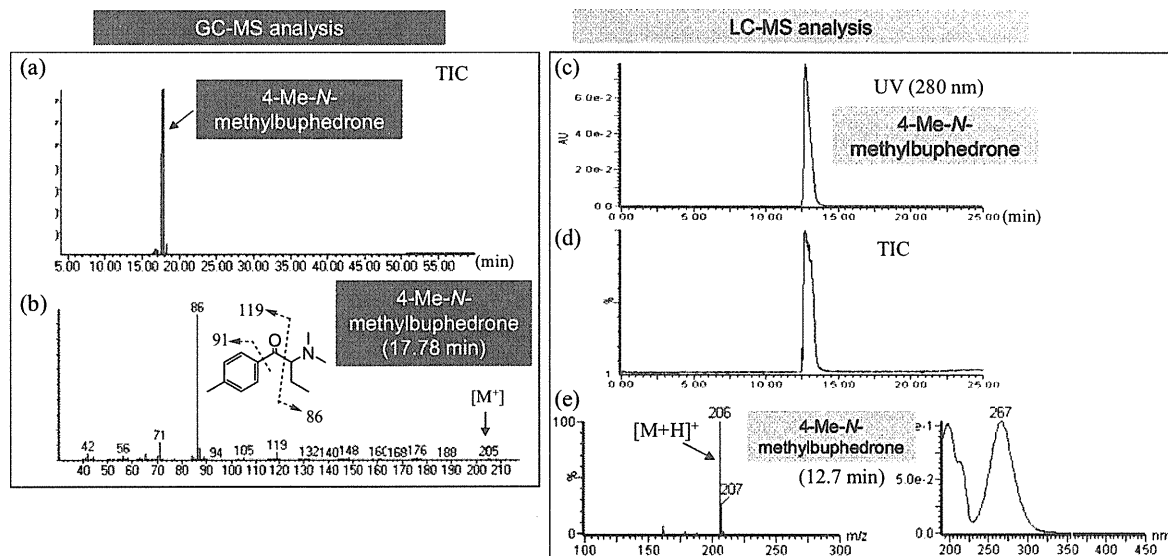 GC-MS analysis
LC-MS analysis
(a)
TIC
4-Me-N-
methylbuphedrone
5.00 10.00 15.00 20.00 25.00 30.00 35.00 40.00 45.00 50.00 55.00 (min)
(b)
86
119
91
O
N
86
4-Me-N-
methylbuphedrone
(17.78 min)
[M⁺]
42 56 71 94 105 119 132 140 148 160 168 176 188 205
40 50 60 70 80 90 100 110 120 130 140 150 160 170 180 190 200 210
(c)
UV (280 nm)
4-Me-N-
methylbuphedrone
AU
6.0e-2
4.0e-2
2.0e-2
0.0
0.00 5.00 10.00 15.00 20.00 25.00 (min)
(d)
TIC
%
1
0.00 5.00 10.00 15.00 20.00 25.00
(e)
206
[M+H]⁺
207
4-Me-N-
methylbuphedrone
(12.7 min)
100
%
0
100 150 200 250 300 m/z
267
e-1
5.0e-2
0.0
200 250 300 350 400 450 nm